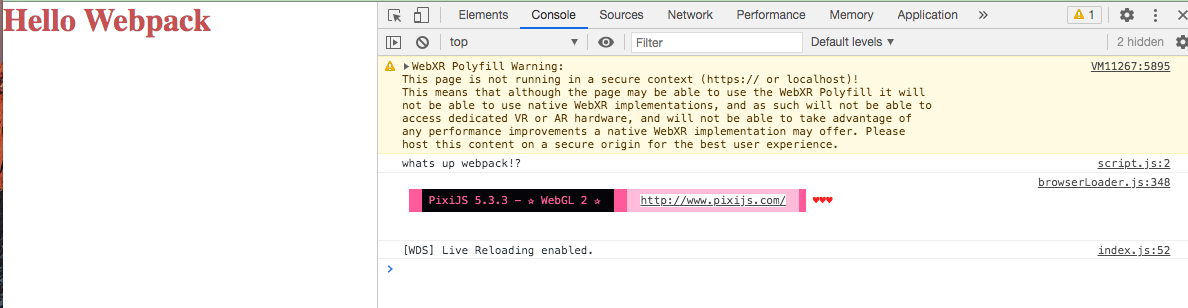 Hello Webpack
Elements Console Sources Network Performance Memory Application » 1
top Filter Default levels 2 hidden
WebXR Polyfill Warning: VM11267:5895
This page is not running in a secure context (https:// or localhost)!
This means that although the page may be able to use the WebXR Polyfill it will
not be able to use native WebXR implementations, and as such will not be able to
access dedicated VR or AR hardware, and will not be able to take advantage of
any performance improvements a native WebXR implementation may offer. Please
host this content on a secure origin for the best user experience.
whats up webpack!? script.js:2
browserLoader.js:348
PixiJS 5.3.3 - ✰ WebGL 2 ✰ http://www.pixijs.com/ ♥♥♥
[WDS] Live Reloading enabled. index.js:52